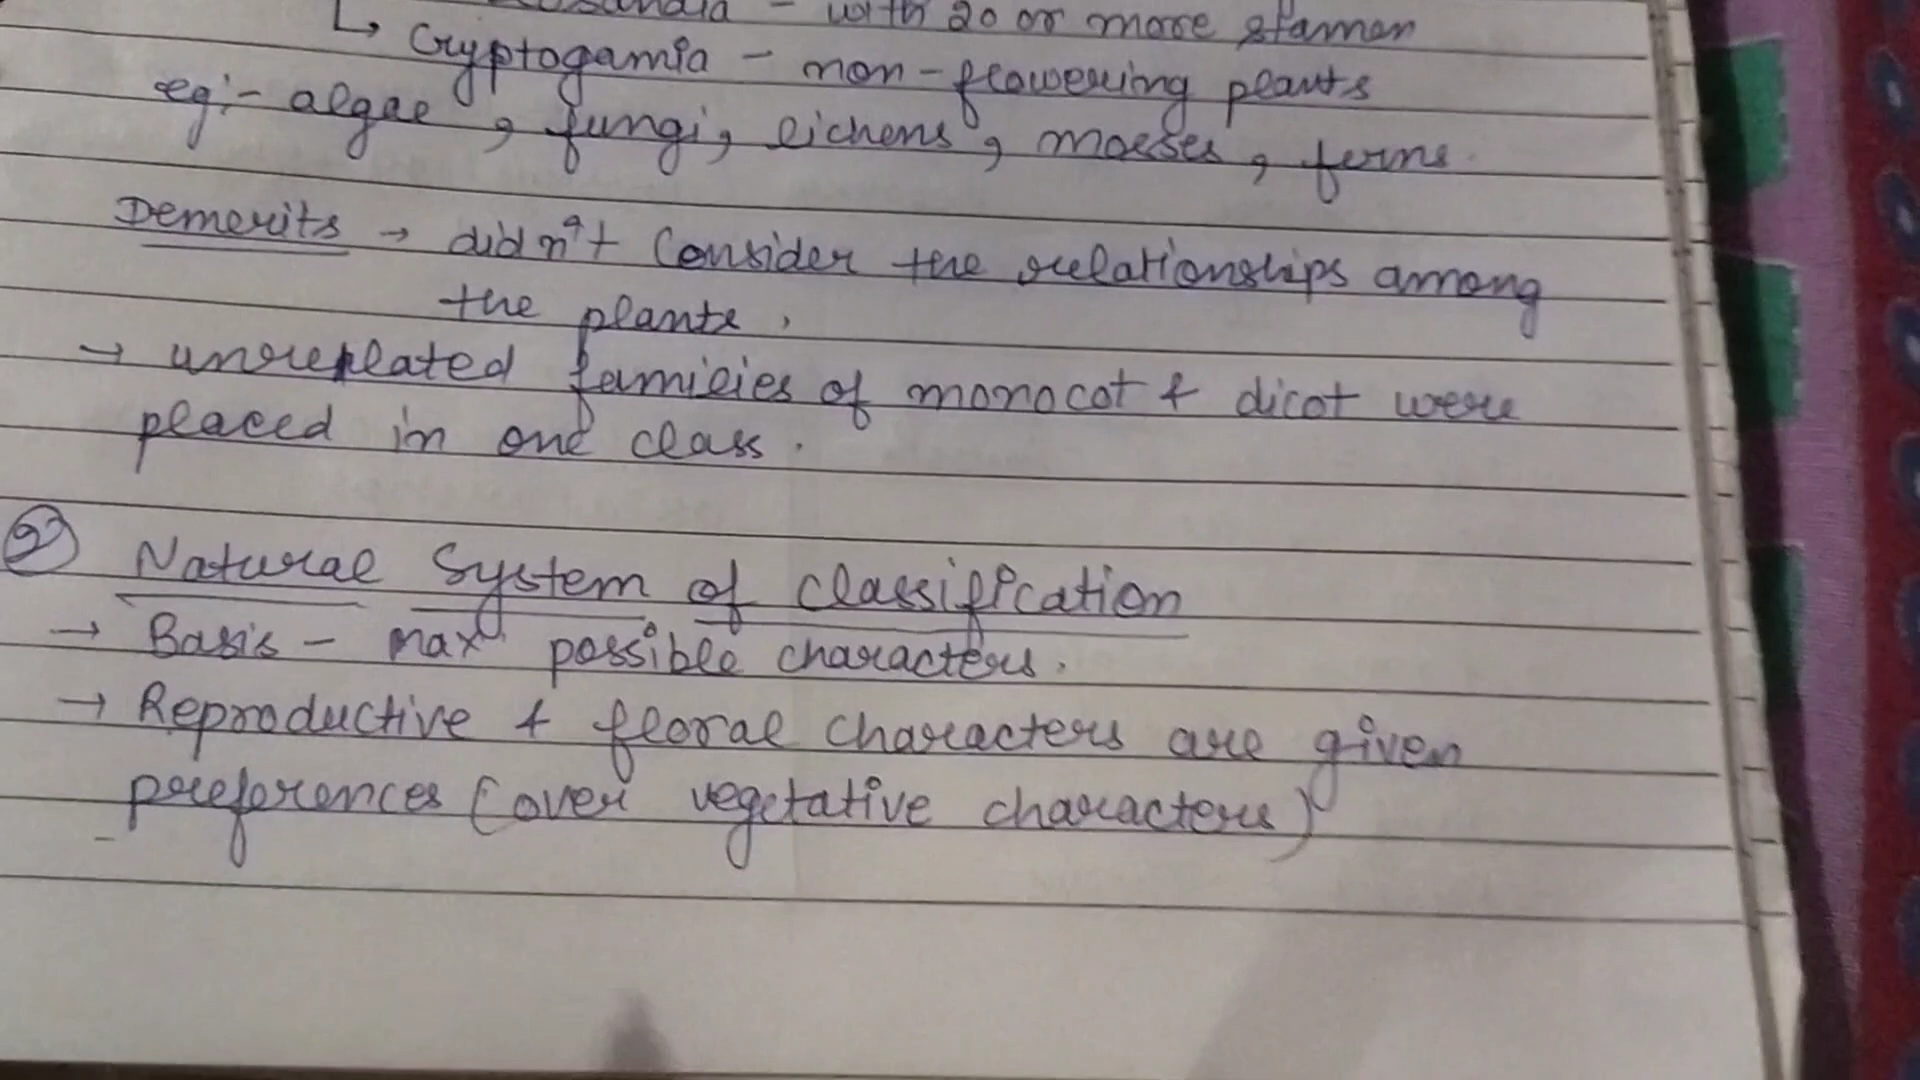 - with 20 or more stamen
↳ Cryptogamia - non-flowering plants
eg:- algae, fungi, lichens, mosses, ferns.
Demerits → didn't Consider the relationships among
the plants.
→ unrelated families of monocot & dicot were
placed in one class.
② Natural System of classification
→ Basis - max possible characters.
→ Reproductive & floral characters are given
preferences (over vegetative characters)